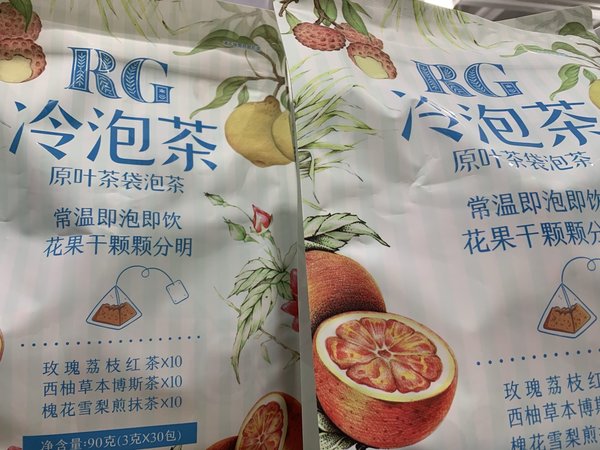 RG
冷泡茶
原叶茶袋泡茶
常温即泡即饮
花果干颗颗分明
玫瑰荔枝红茶×10
西柚草本博斯茶×10
槐花雪梨煎抹茶×10
净含量:90克(3克X30包)
RG
冷泡茶
原叶茶袋泡茶
常温即泡即饮
花果干颗颗分明
玫瑰荔枝红茶×
西柚草本博斯茶
槐花雪梨煎抹